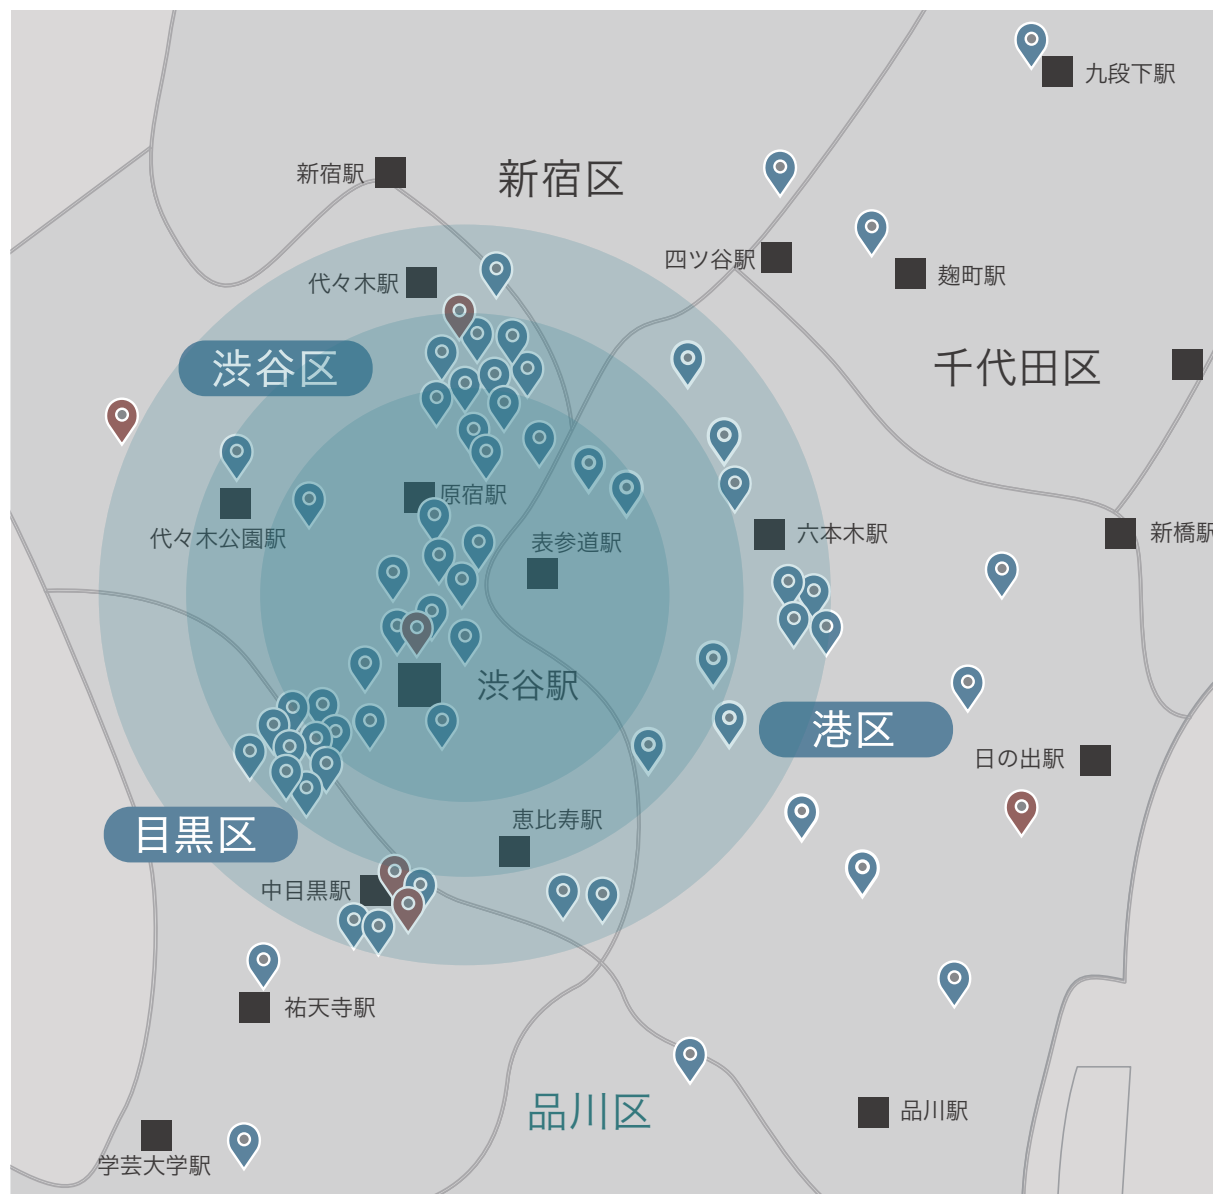 九段下駅
新宿駅
新宿区
四ツ谷駅
麹町駅
代々木駅
渋谷区
千代田区
原宿駅
代々木公園駅
表参道駅
六本木駅
新橋駅
渋谷駅
港区
日の出駅
恵比寿駅
目黒区
中目黒駅
祐天寺駅
品川区
品川駅
学芸大学駅